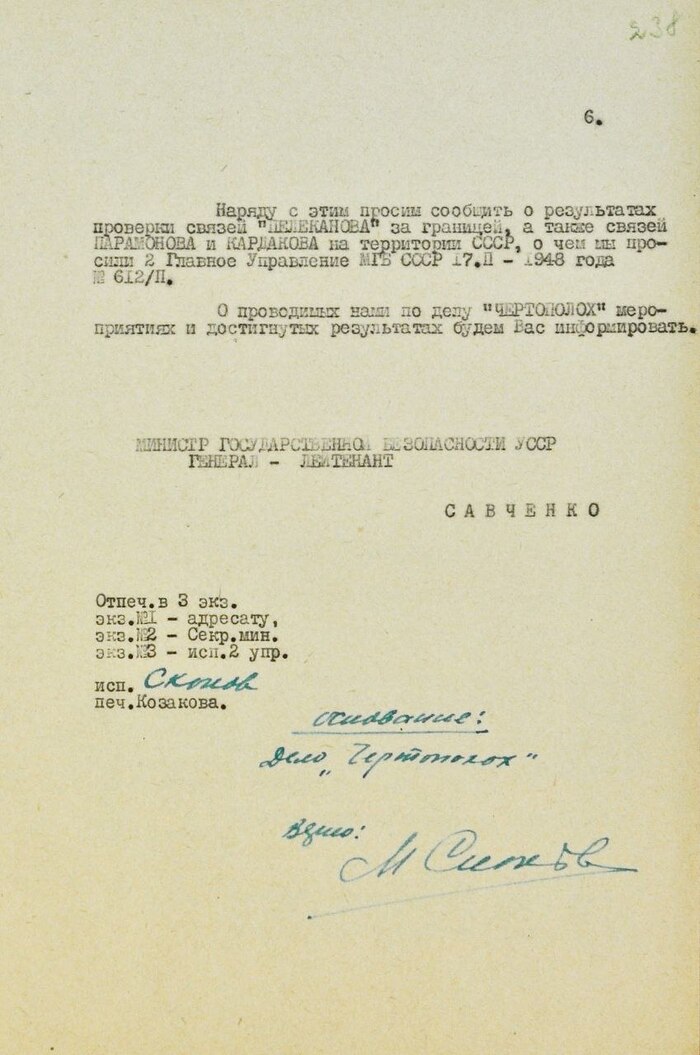 238
6.
Наряду с этим просим сообщить о результатах
проверки связей "ПЕЛЕКАНОВА" за границей, а также связей
ПАРАМОНОВА и КАРДАКОВА на территории СССР, о чем мы про-
сили 2 Главное Управление МГБ СССР 17.II - 1948 года
№ 612/П.
О проводимых нами по делу "ЧЕРТОПОЛОХ" меро-
приятиях и достигнутых результатах будем Вас информировать.
МИНИСТР ГОСУДАРСТВЕННОЙ БЕЗОПАСНОСТИ УССР
ГЕНЕРАЛ - ЛЕЙТЕНАНТ
САВЧЕНКО
Отпеч.в 3 экз.
экз.№1 - адресату,
экз.№2 - Секр.мин.
экз.№3 - исп.2 упр.
исп. Скоков
печ.Козакова.
основание:
Дело "Чертополох"